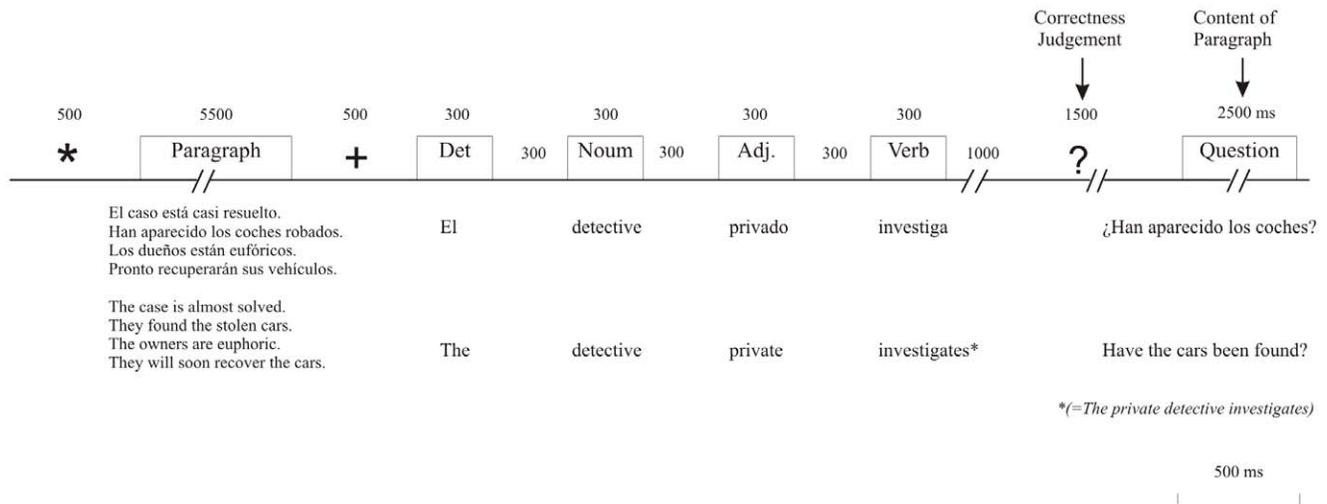 Correctness Judgement
Content of Paragraph
500 5500 500 300 300 300 300 1500 2500 ms
* Paragraph + Det 300 Noum 300 Adj. 300 Verb 1000 ? Question
El caso está casi resuelto.
Han aparecido los coches robados.
Los dueños están eufóricos.
Pronto recuperarán sus vehículos.
El detective privado investiga ¿Han aparecido los coches?
The case is almost solved.
They found the stolen cars.
The owners are euphoric.
They will soon recover the cars.
The detective private investigates* Have the cars been found?
*(=The private detective investigates)
500 ms